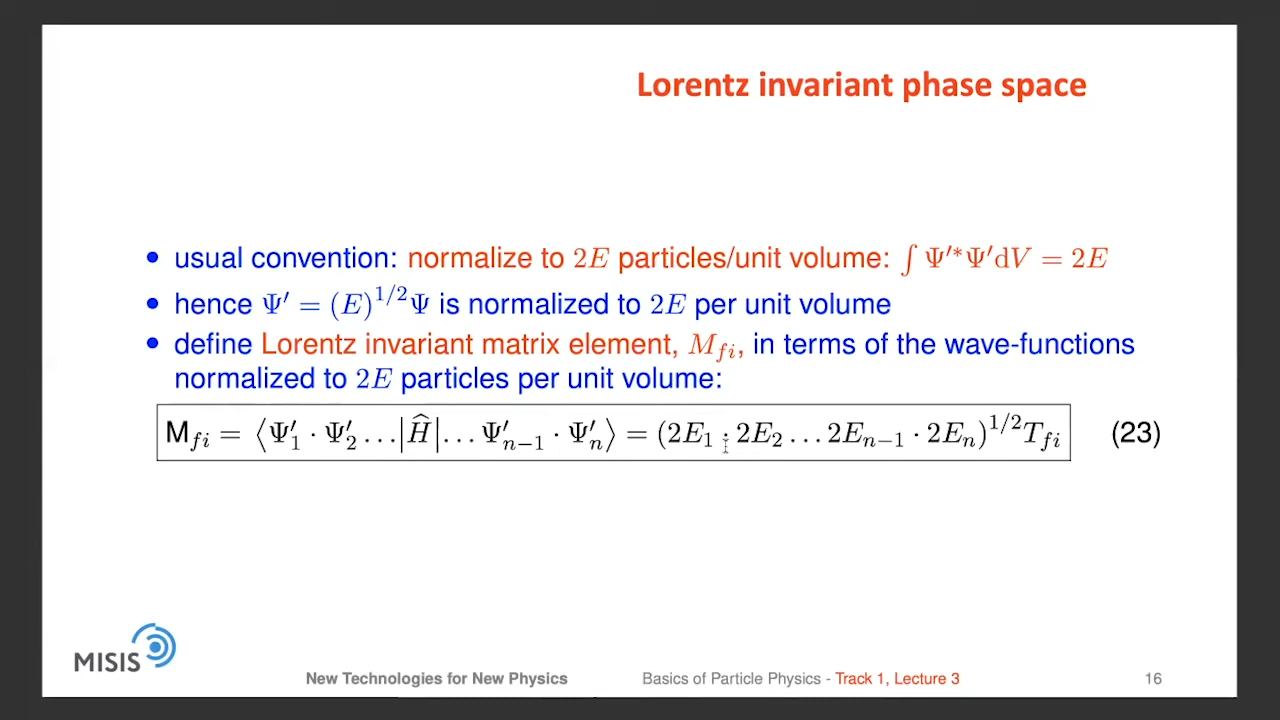 Lorentz invariant phase space
• usual convention: normalize to 2E particles/unit volume: ∫ Ψ′*Ψ′dV = 2E
• hence Ψ′ = (E)^{1/2}Ψ is normalized to 2E per unit volume
• define Lorentz invariant matrix element, M_{fi}, in terms of the wave-functions
normalized to 2E particles per unit volume:
M_{fi} = ⟨Ψ′_1 · Ψ′_2 …|Ĥ|… Ψ′_{n−1} · Ψ′_n⟩ = (2E_1 · 2E_2 … 2E_{n−1} · 2E_n)^{1/2}T_{fi} (23)
MISIS
New Technologies for New Physics Basics of Particle Physics - Track 1, Lecture 3 16